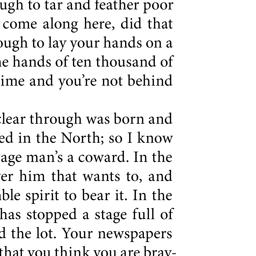 ugh to tar and feather poor
come along here, did that
ough to lay your hands on a
e hands of ten thousand of
ime and you’re not behind
lear through was born and
ed in the North; so I know
age man’s a coward. In the
er him that wants to, and
ble spirit to bear it. In the
has stopped a stage full of
d the lot. Your newspapers
that you think you are brav-